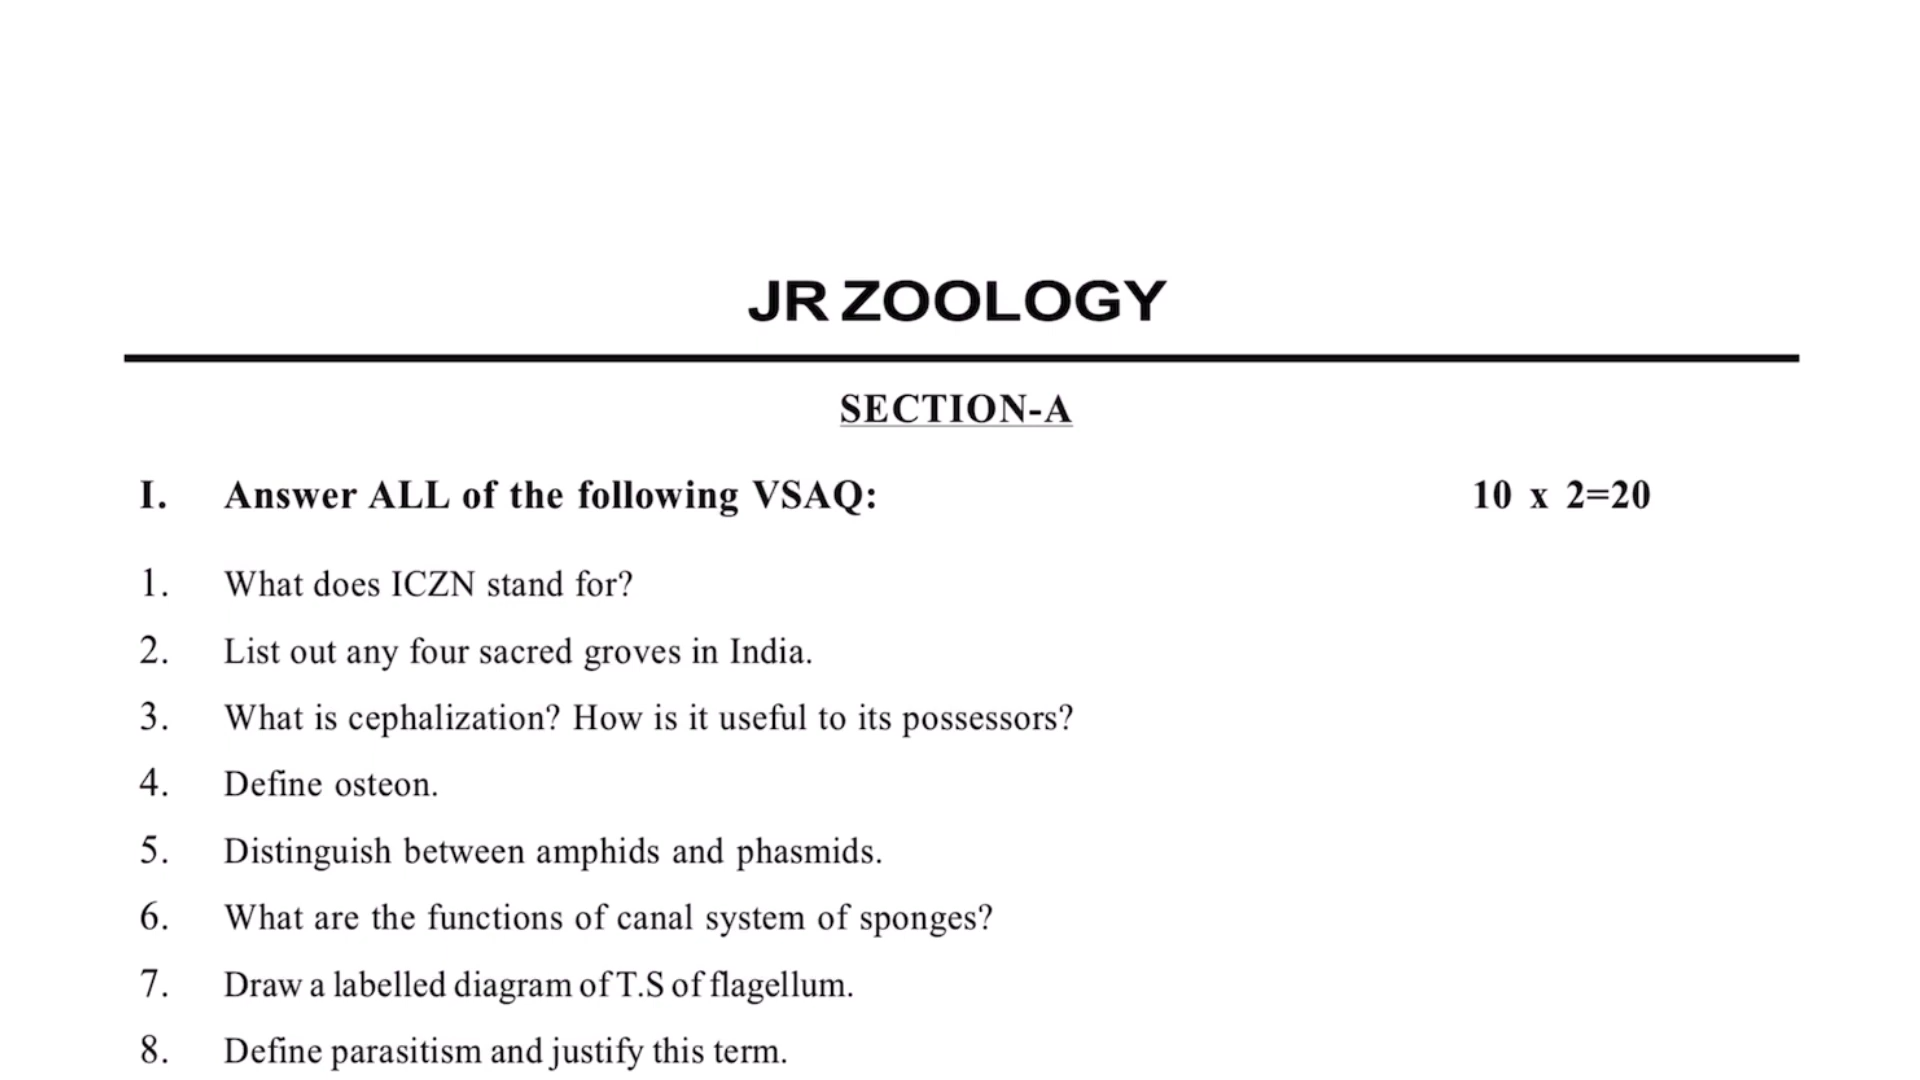 JR ZOOLOGY
SECTION-A
I. Answer ALL of the following VSAQ: 10 x 2=20
1. What does ICZN stand for?
2. List out any four sacred groves in India.
3. What is cephalization? How is it useful to its possessors?
4. Define osteon.
5. Distinguish between amphids and phasmids.
6. What are the functions of canal system of sponges?
7. Draw a labelled diagram of T.S of flagellum.
8. Define parasitism and justify this term.